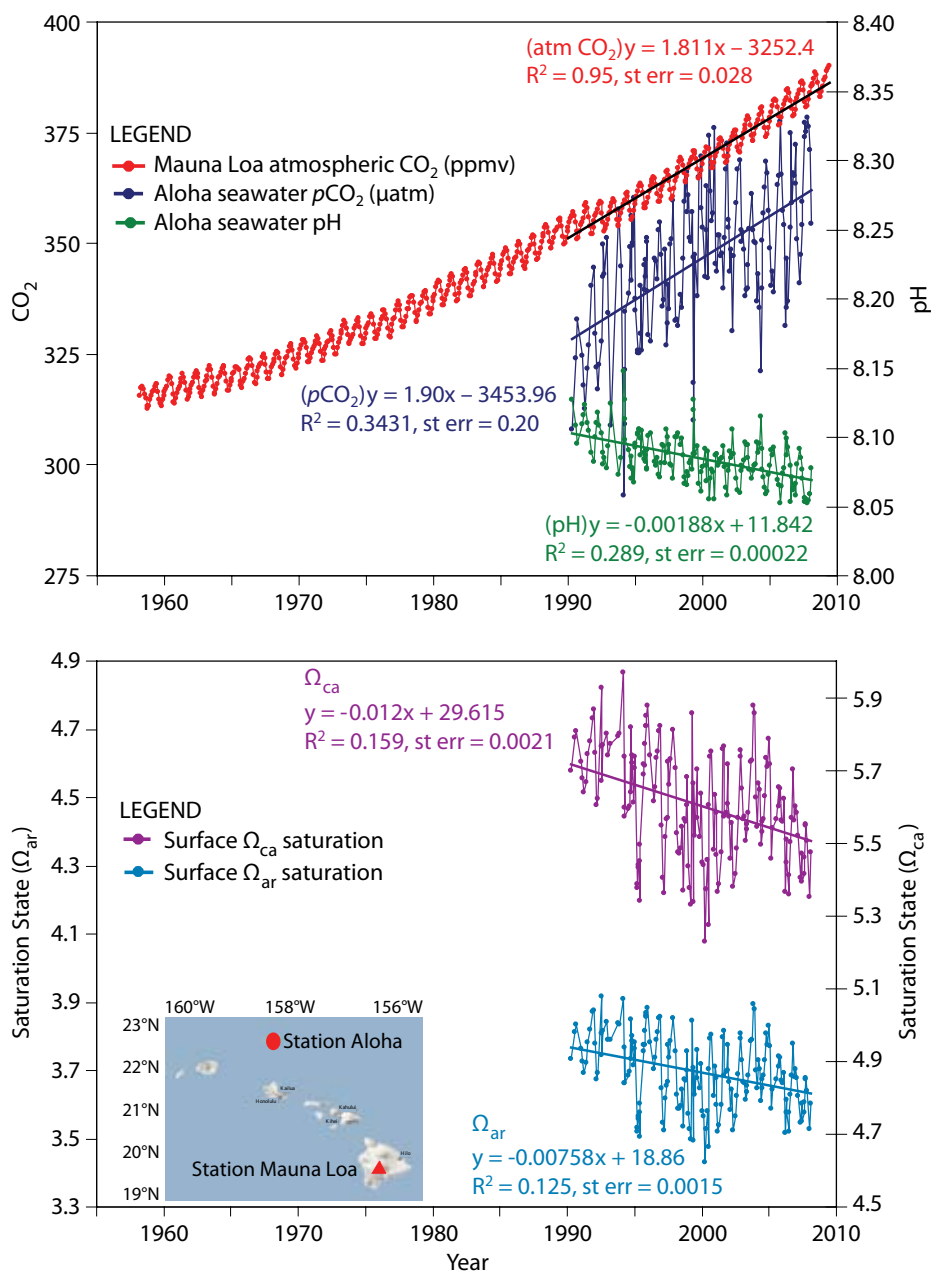 400
375
350
325
300
275
CO₂
8.40
8.35
8.30
8.25
8.20
8.15
8.10
8.05
8.00
pH
(atm CO₂) y = 1.811x – 3252.4
R² = 0.95, st err = 0.028
LEGEND
Mauna Loa atmospheric CO₂ (ppmv)
Aloha seawater pCO₂ (µatm)
Aloha seawater pH
(pCO₂) y = 1.90x – 3453.96
R² = 0.3431, st err = 0.20
(pH) y = -0.00188x + 11.842
R² = 0.289, st err = 0.00022
1960 1970 1980 1990 2000 2010
4.9
4.7
4.5
4.3
4.1
3.9
3.7
3.5
3.3
Saturation State (Ωar)
5.9
5.7
5.5
5.3
5.1
4.9
4.7
4.5
Saturation State (Ωca)
Ωca
y = -0.012x + 29.615
R² = 0.159, st err = 0.0021
LEGEND
Surface Ωca saturation
Surface Ωar saturation
160°W 158°W 156°W
23°N
22°N
21°N
20°N
19°N
Station Aloha
Kailua
Honolulu
Kahului
Kihei
Hilo
Station Mauna Loa
Ωar
y = -0.00758x + 18.86
R² = 0.125, st err = 0.0015
1960 1970 1980 1990 2000 2010
Year